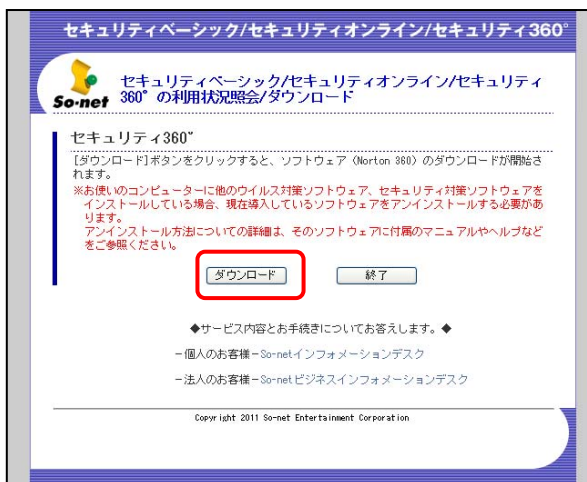 セキュリティベーシック/セキュリティオンライン/セキュリティ360°
So-net
セキュリティベーシック/セキュリティオンライン/セキュリティ
360°の利用状況照会/ダウンロード
セキュリティ360°
[ダウンロード]ボタンをクリックすると、ソフトウェア（Norton 360）のダウンロードが開始さ
れます。
※お使いのコンピューターに他のウイルス対策ソフトウェア、セキュリティ対策ソフトウェアを
インストールしている場合、現在導入しているソフトウェアをアンインストールする必要があ
ります。
アンインストール方法についての詳細は、そのソフトウェアに付属のマニュアルやヘルプなど
をご参照ください。
ダウンロード 終了
◆サービス内容とお手続きについてお答えします。◆
－個人のお客様－So-netインフォメーションデスク
－法人のお客様－So-netビジネスインフォメーションデスク
Copyright 2011 So-net Entertainment Corporation